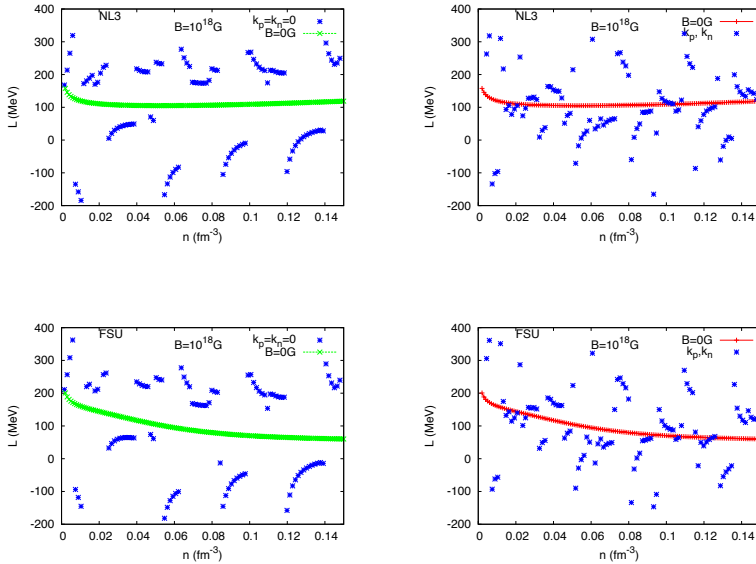 NL3
B=10^18G
k_p=k_n=0
B=0G
L (MeV)
400
300
200
100
0
-100
-200
0
0.02
0.04
0.06
0.08
0.1
0.12
0.14
n (fm^-3)
NL3
B=10^18G
B=0G
k_p, k_n
L (MeV)
400
300
200
100
0
-100
-200
0
0.02
0.04
0.06
0.08
0.1
0.12
0.14
n (fm^-3)
FSU
B=10^18G
k_p=k_n=0
B=0G
L (MeV)
400
300
200
100
0
-100
-200
0
0.02
0.04
0.06
0.08
0.1
0.12
0.14
n (fm^-3)
FSU
B=10^18G
B=0G
k_p,k_n
L (MeV)
400
300
200
100
0
-100
-200
0
0.02
0.04
0.06
0.08
0.1
0.12
0.14
n (fm^-3)